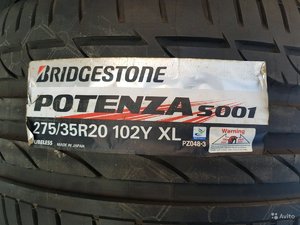 BRIDGESTONE
POTENZA S001
275/35R20 102Y XL
TUBELESS MADE IN JAPAN PZ048-3
Warning
Avito